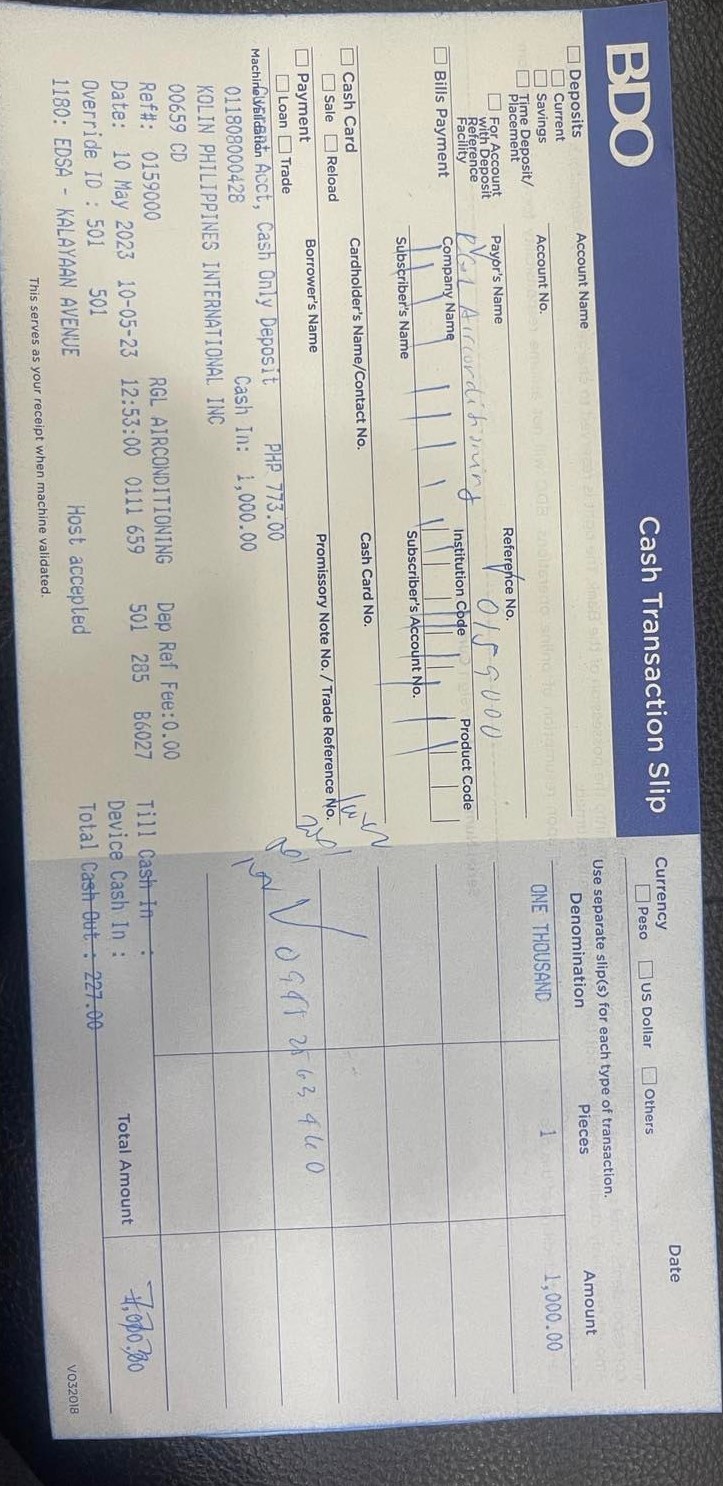 BDO
Cash Transaction Slip
Date
Currency
Peso US Dollar Others
Use separate slip(s) for each type of transaction.
Denomination Pieces Amount
ONE THOUSAND 1 1,000.00
Deposits
Current
Savings
Time Deposit/
Placement
For Account
with Deposit
Reference
Facility
Account Name
Account No.
Payor's Name Reference No.
Airconditioning 0159000
Bills Payment
Company Name Institution Code Product Code
Subscriber's Name Subscriber's Account No.
Cash Card
Sale Reload
Cardholder's Name/Contact No. Cash Card No.
Payment
Loan Trade
Borrower's Name Promissory Note No. / Trade Reference No.
Machine Validation
Acct, Cash Only Deposit PHP 773.00
011808000428 Cash In: 1,000.00
KOLIN PHILIPPINES INTERNATIONAL INC
00659 CD
RGL AIRCONDITIONING Dep Ref Fee:0.00
Ref#: 0159000
Date: 10 May 2023 10-05-23 12:53:00 0111 659 501 285 B6027
Till Cash In :
Override ID : 501 501
Device Cash In :
1180: EDSA - KALAYAAN AVENUE Host accepted
Total Cash Out : 227.00
Total Amount
This serves as your receipt when machine validated.
V032018